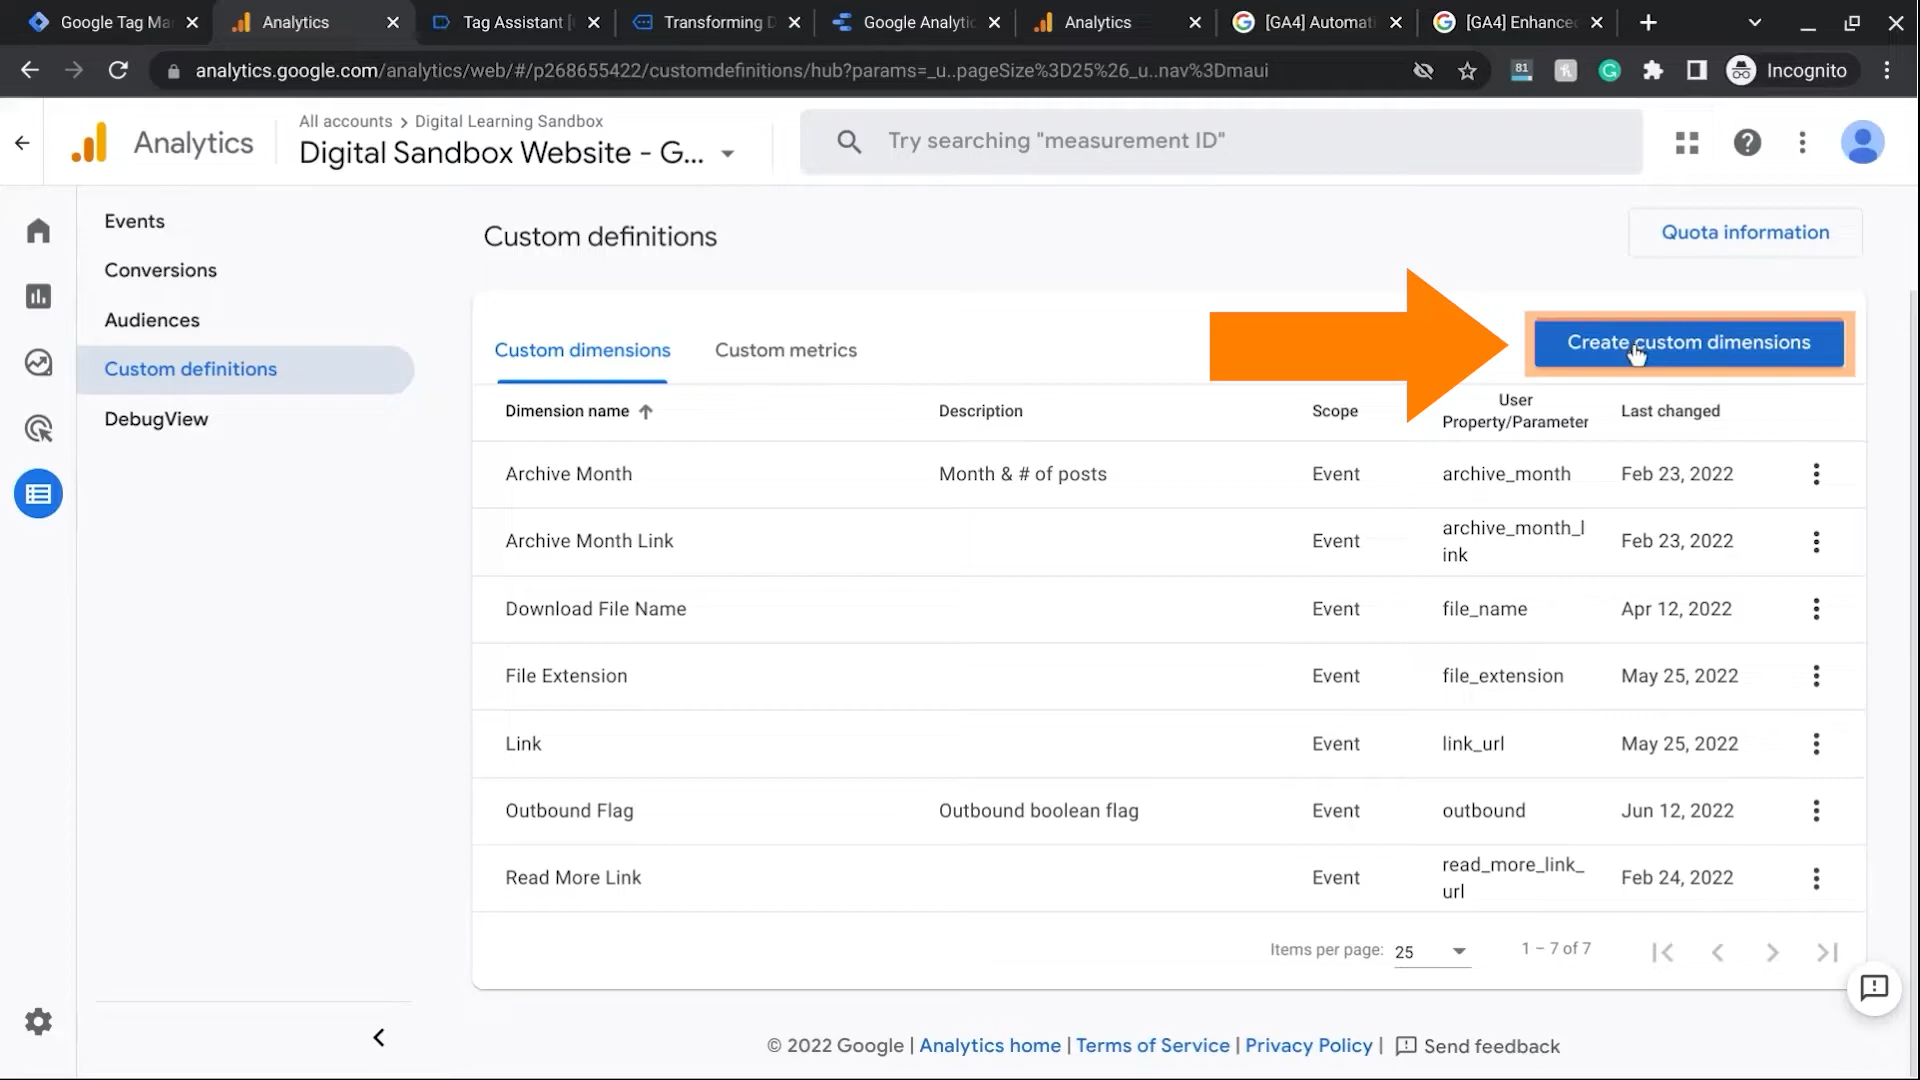 Google Tag Ma
Analytics
Tag Assistant [
Transforming D
Google Analytic
Analytics
[GA4] Automat
[GA4] Enhance
analytics.google.com/analytics/web/#/p268655422/customdefinitions/hub?params=_u..pageSize%3D25%26_u..nav%3Dmaui
81
Incognito
Analytics
All accounts > Digital Learning Sandbox
Digital Sandbox Website - G...
Try searching "measurement ID"
Events
Conversions
Audiences
Custom definitions
DebugView
Custom definitions
Quota information
Custom dimensions
Custom metrics
Create custom dimensions
Dimension name
Description
Scope
User
Property/Parameter
Last changed
Archive Month
Month & # of posts
Event
archive_month
Feb 23, 2022
Archive Month Link
Event
archive_month_l
ink
Feb 23, 2022
Download File Name
Event
file_name
Apr 12, 2022
File Extension
Event
file_extension
May 25, 2022
Link
Event
link_url
May 25, 2022
Outbound Flag
Outbound boolean flag
Event
outbound
Jun 12, 2022
Read More Link
Event
read_more_link_
url
Feb 24, 2022
Items per page: 25
1 – 7 of 7
© 2022 Google | Analytics home | Terms of Service | Privacy Policy | Send feedback